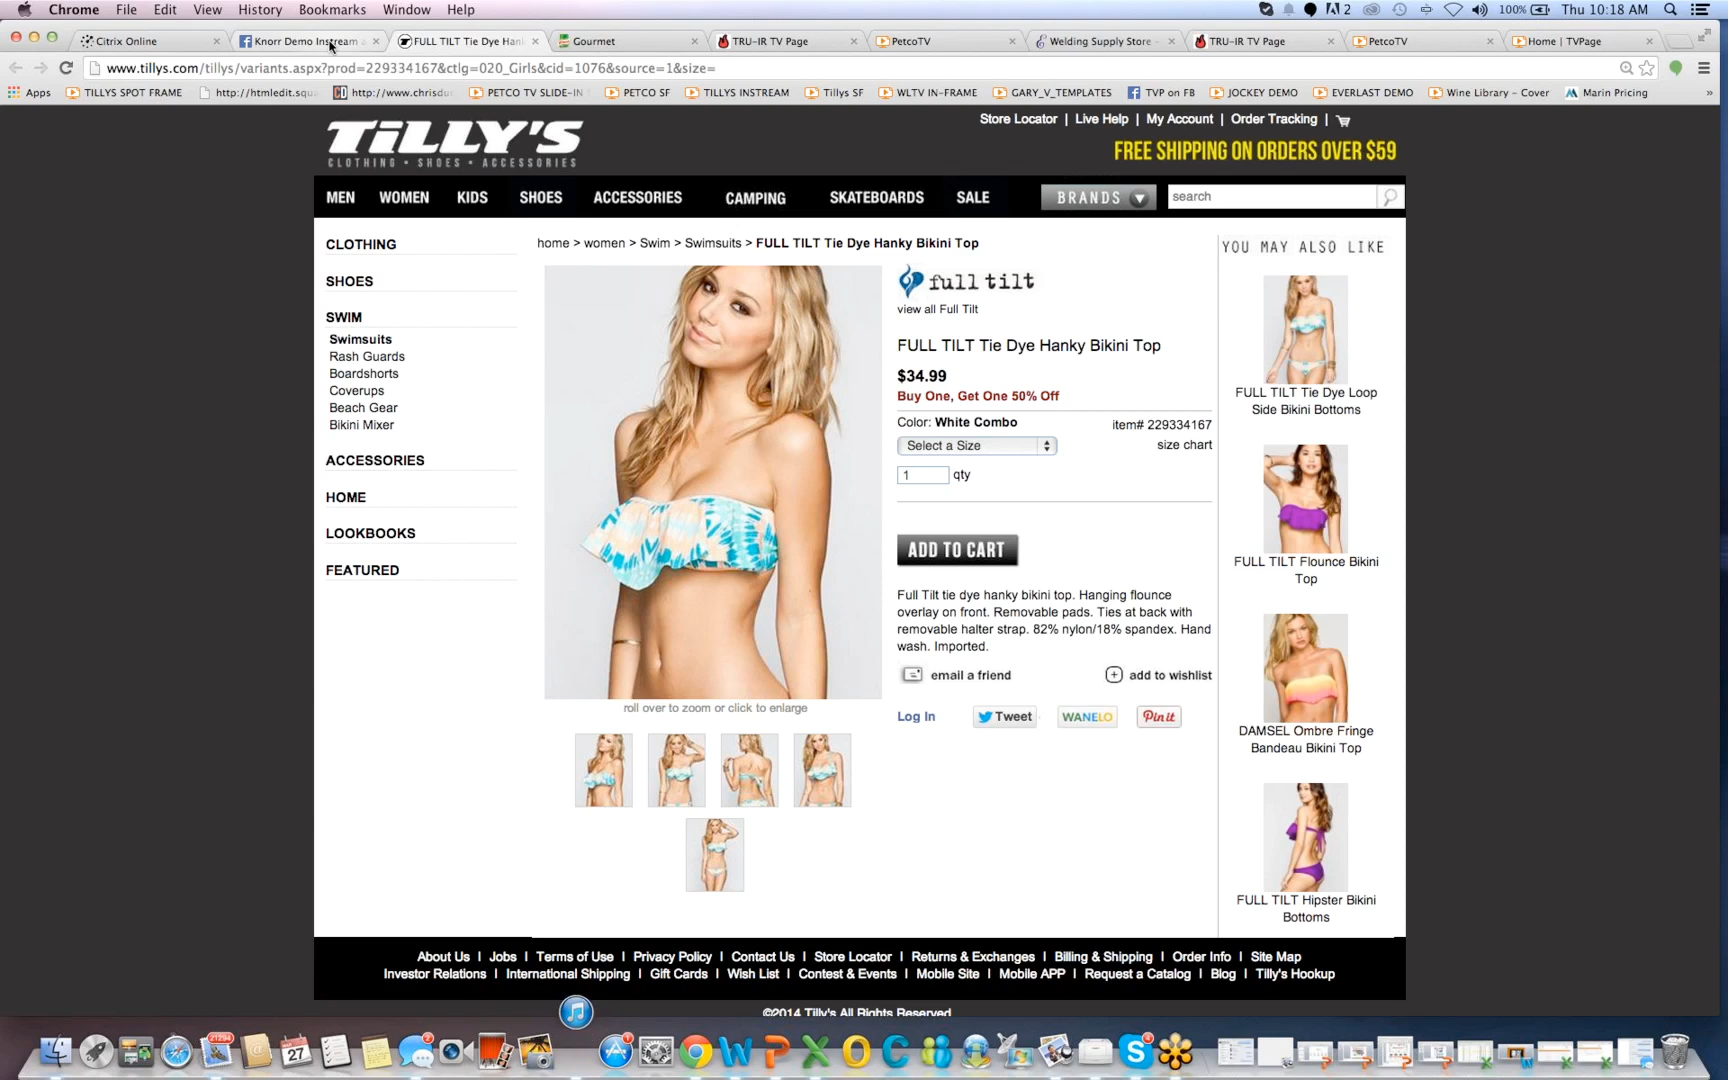 Chrome File Edit View History Bookmarks Window Help
2 100% Thu 10:18 AM
Citrix Online
Knorr Demo Instream
FULL TILT Tie Dye Han
Gourmet
TRU-IR TV Page
PetcoTV
Welding Supply Store -
TRU-IR TV Page
PetcoTV
Home | TVPage
www.tillys.com/tillys/variants.aspx?prod=229334167&ctlg=020_Girls&cid=1076&source=1&size=
Apps TILLYS SPOT FRAME http://htmledit.squ http://www.chrisdu PETCO TV SLIDE-IN PETCO SF TILLYS INSTREAM Tillys SF WLTV IN-FRAME GARY_V_TEMPLATES TVP on FB JOCKEY DEMO EVERLAST DEMO Wine Library - Cover Marin Pricing »
TiLLY'S
CLOTHING • SHOES • ACCESSORIES
Store Locator | Live Help | My Account | Order Tracking |
FREE SHIPPING ON ORDERS OVER $59
MEN WOMEN KIDS SHOES ACCESSORIES CAMPING SKATEBOARDS SALE BRANDS search
CLOTHING
SHOES
SWIM
Swimsuits
Rash Guards
Boardshorts
Coverups
Beach Gear
Bikini Mixer
ACCESSORIES
HOME
LOOKBOOKS
FEATURED
home > women > Swim > Swimsuits > FULL TILT Tie Dye Hanky Bikini Top
roll over to zoom or click to enlarge
full tilt
view all Full Tilt
FULL TILT Tie Dye Hanky Bikini Top
$34.99
Buy One, Get One 50% Off
Color: White Combo
item# 229334167
Select a Size
size chart
1 qty
ADD TO CART
Full Tilt tie dye hanky bikini top. Hanging flounce
overlay on front. Removable pads. Ties at back with
removable halter strap. 82% nylon/18% spandex. Hand
wash. Imported.
email a friend
add to wishlist
Log In Tweet WANELO Pin it
YOU MAY ALSO LIKE
FULL TILT Tie Dye Loop
Side Bikini Bottoms
FULL TILT Flounce Bikini
Top
DAMSEL Ombre Fringe
Bandeau Bikini Top
FULL TILT Hipster Bikini
Bottoms
About Us | Jobs | Terms of Use | Privacy Policy | Contact Us | Store Locator | Returns & Exchanges | Billing & Shipping | Order Info | Site Map
Investor Relations | International Shipping | Gift Cards | Wish List | Contest & Events | Mobile Site | Mobile APP | Request a Catalog | Blog | Tilly's Hookup
©2014 Tilly's All Rights Reserved
21294
27